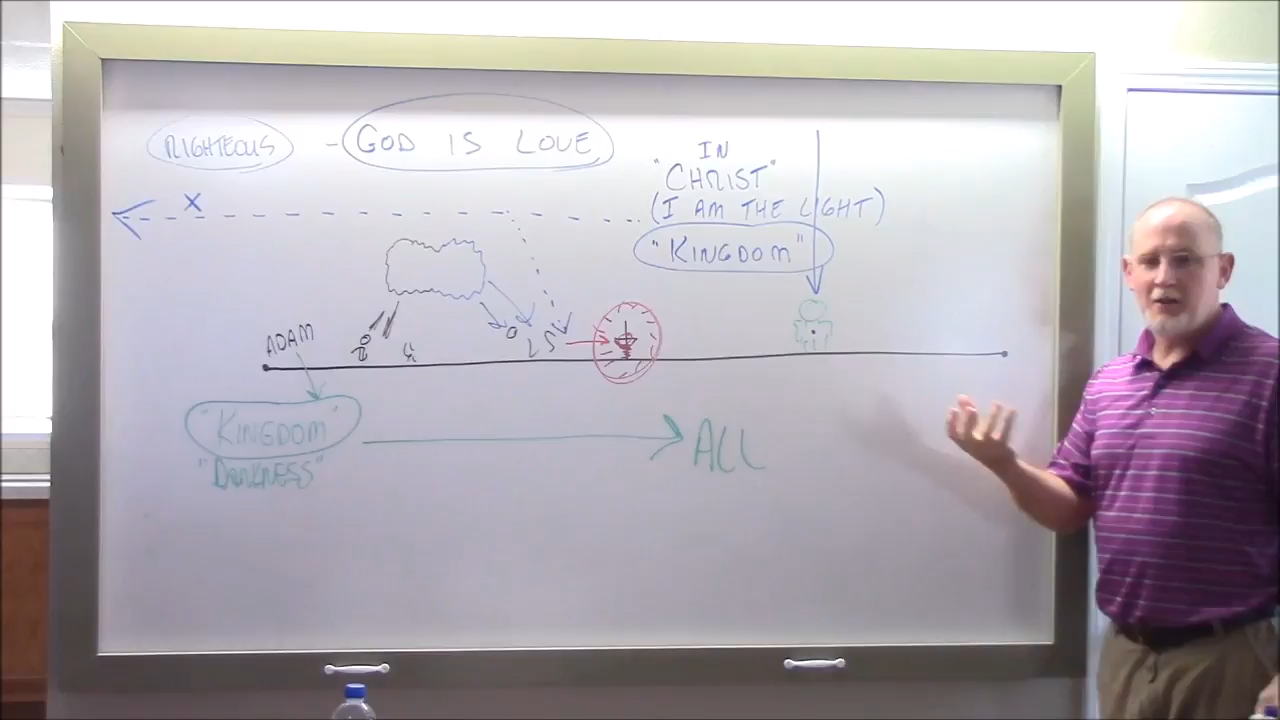 RIGHTEOUS - GOD IS LOVE
IN
"CHRIST"
(I AM THE LIGHT)
"KINGDOM"
X
ADAM
"KINGDOM"
"DARKNESS"
ALL